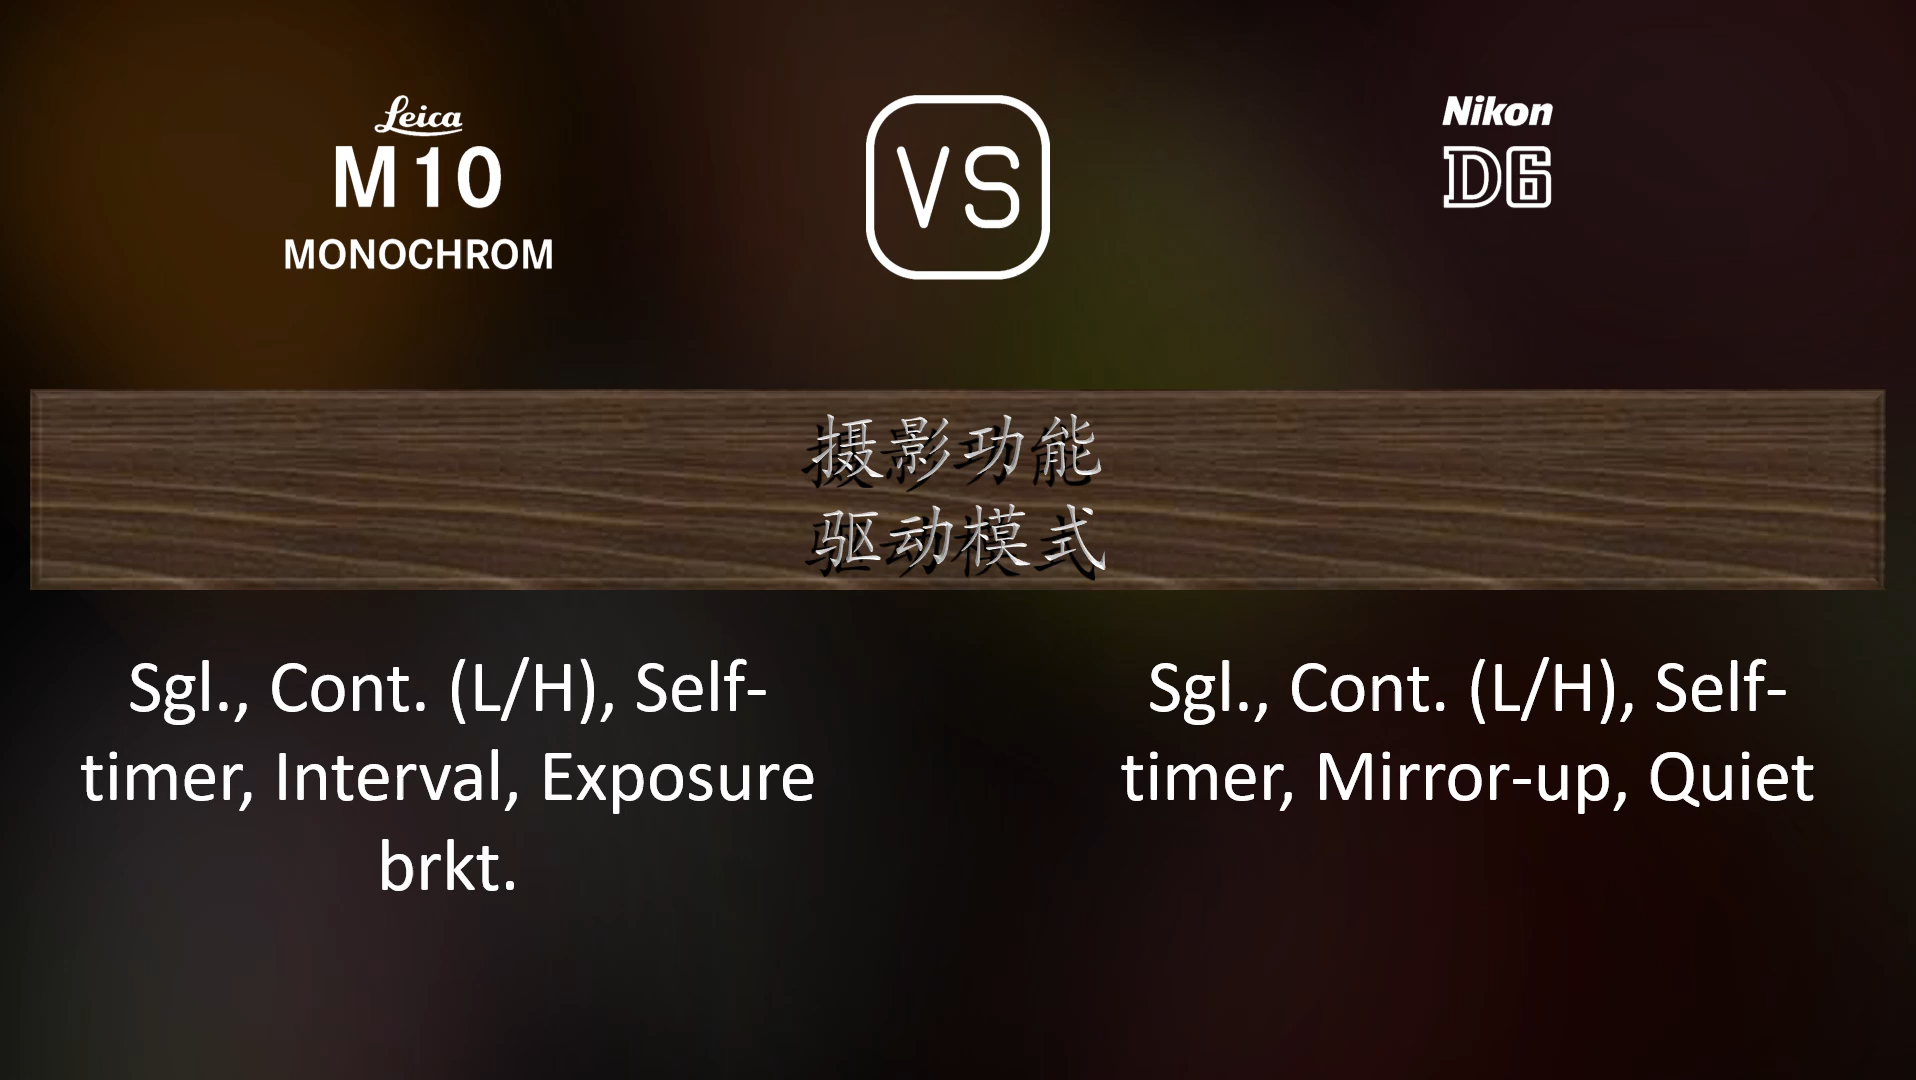 Leica
M10
MONOCHROM
VS
Nikon
D6
摄影功能
驱动模式
Sgl., Cont. (L/H), Self-
timer, Interval, Exposure
brkt.
Sgl., Cont. (L/H), Self-
timer, Mirror-up, Quiet